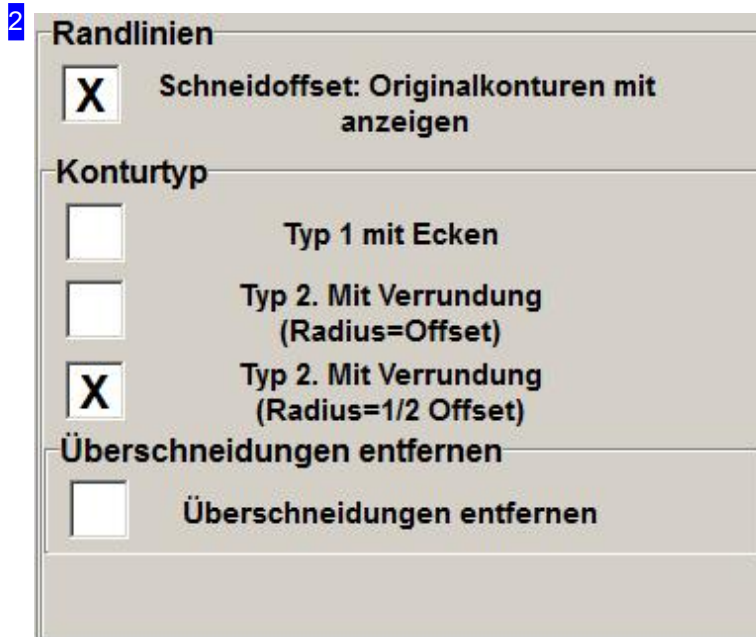 2
Randlinien
X
Schneidoffset: Originalkonturen mit
anzeigen
Konturtyp
Typ 1 mit Ecken
Typ 2. Mit Verrundung
(Radius=Offset)
X
Typ 2. Mit Verrundung
(Radius=1/2 Offset)
Überschneidungen entfernen
Überschneidungen entfernen